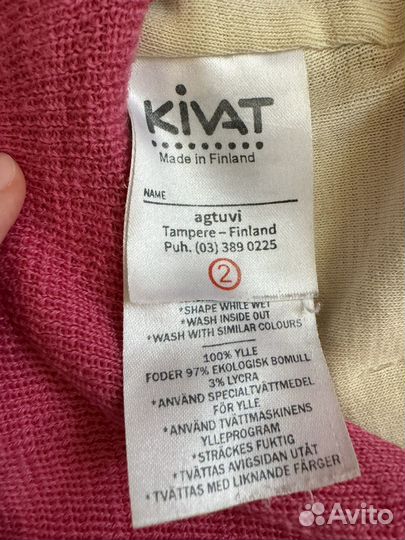 KIVAT
Made in Finland
NAME
agtuvi
Tampere – Finland
Puh. (03) 389 0225
2
*SHAPE WHILE WET
*WASH INSIDE OUT
*WASH WITH SIMILAR COLOURS
100% YLLE
FODER 97% EKOLOGISK BOMULL
3% LYCRA
*ANVÄND SPECIALTVÄTTMEDEL
FÖR YLLE
*ANVÄND TVÄTTMASKINENS
YLLEPROGRAM
*STRÄCKES FUKTIG
*TVÄTTAS AVIGSIDAN UTÅT
*TVÄTTAS MED LIKNANDE FÄRGER
Avito